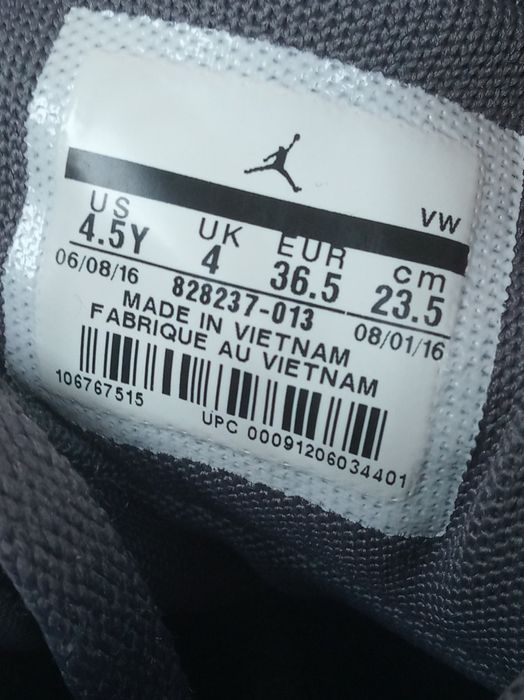 VW
US UK EUR cm
4.5Y 4 36.5 23.5
06/08/16 828237-013 08/01/16
MADE IN VIETNAM
FABRIQUE AU VIETNAM
106767515
UPC 00091206034401